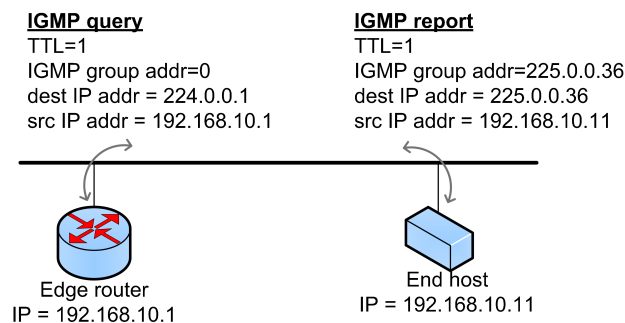 IGMP query
TTL=1
IGMP group addr=0
dest IP addr = 224.0.0.1
src IP addr = 192.168.10.1
IGMP report
TTL=1
IGMP group addr=225.0.0.36
dest IP addr = 225.0.0.36
src IP addr = 192.168.10.11
Edge router
IP = 192.168.10.1
End host
IP = 192.168.10.11